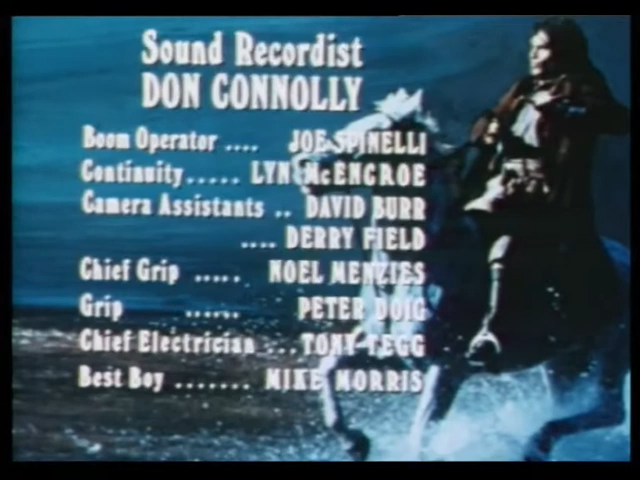 Sound Recordist
DON CONNOLLY
Boom Operator .... JOE SPINELLI
Continuity..... LYN McENCROE
Camera Assistants .. DAVID BURR
.... DERRY FIELD
Chief Grip ..... NOEL MENZIES
Grip ...... PETER DOIG
Chief Electrician ... TONY TEGG
Best Boy ....... MIKE MORRIS